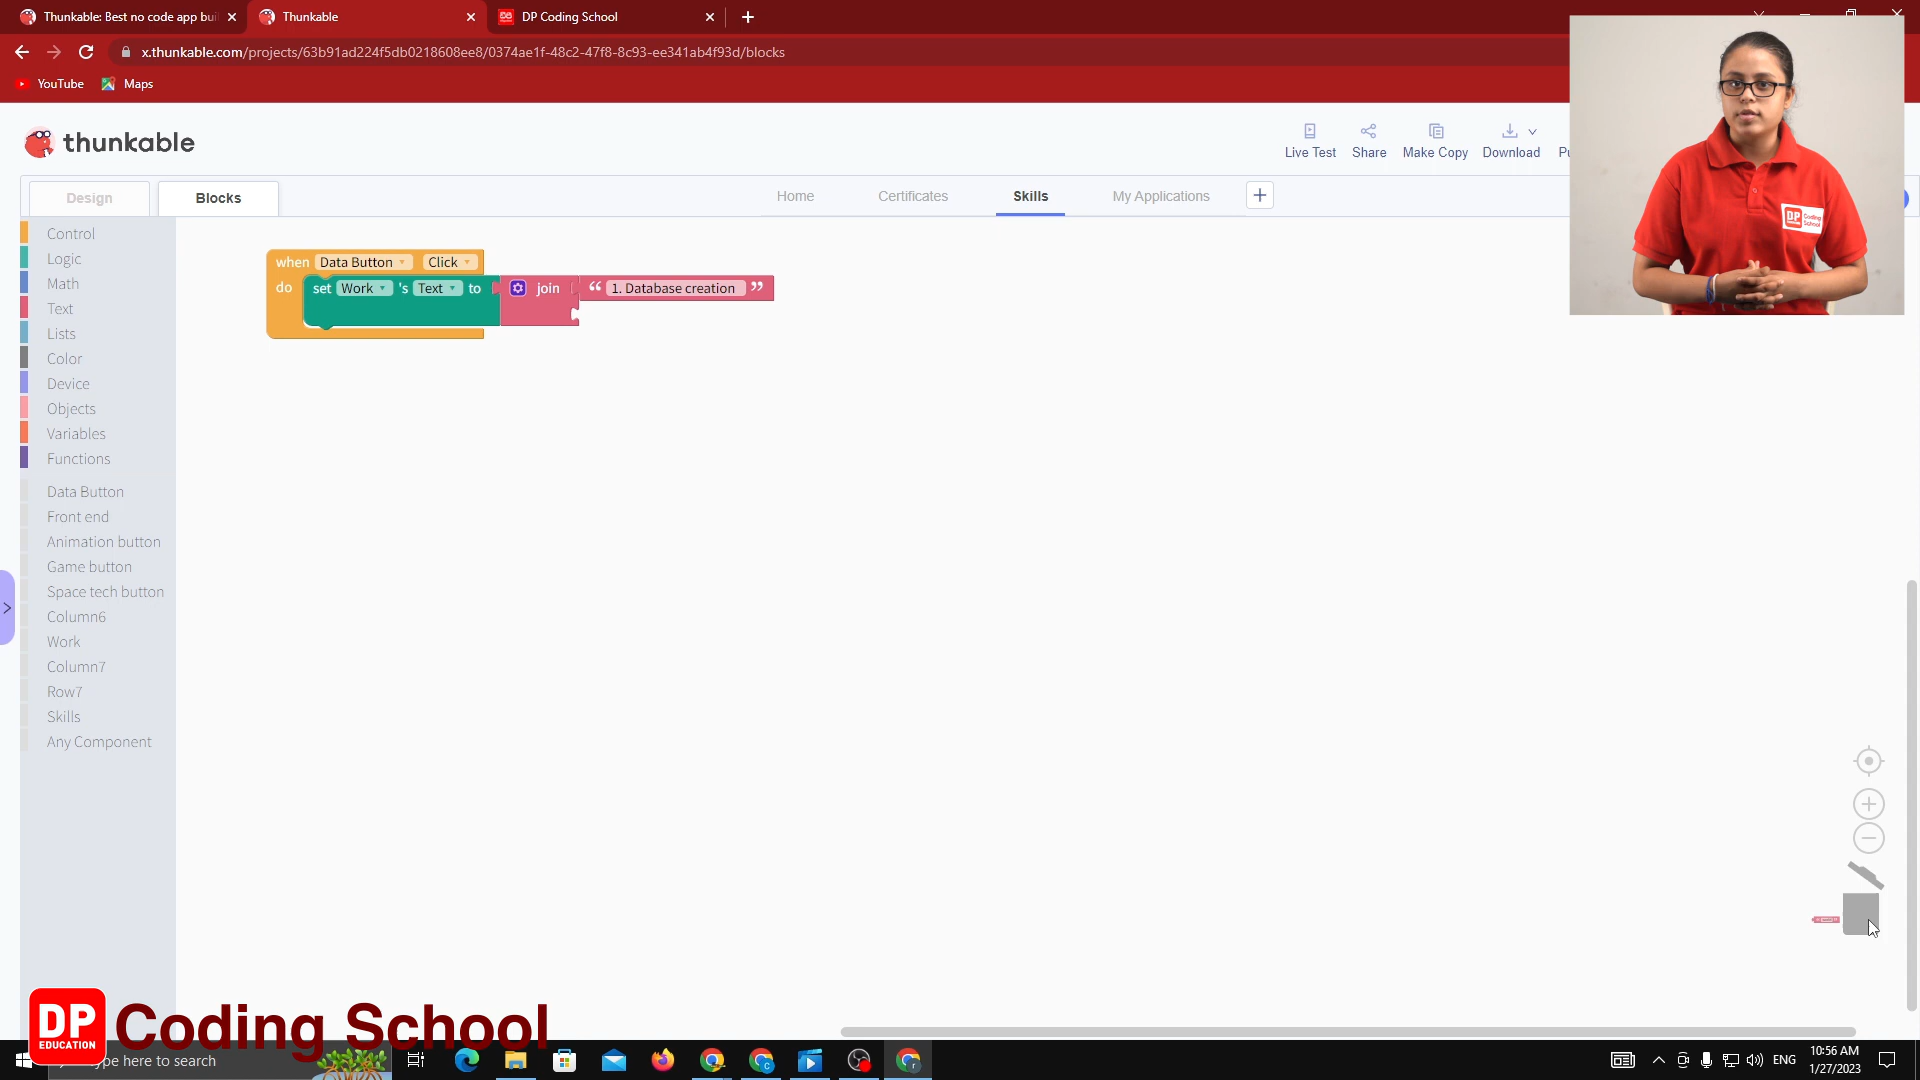 Thunkable: Best no code app bui
Thunkable
DP Coding School
x.thunkable.com/projects/63b91ad224f5db0218608ee8/0374ae1f-48c2-47f8-8c93-ee341ab4f93d/blocks
YouTube
Maps
thunkable
Live Test
Share
Make Copy
Download
Design
Blocks
Home
Certificates
Skills
My Applications
Control
Logic
Math
Text
Lists
Color
Device
Objects
Variables
Functions
Data Button
Front end
Animation button
Game button
Space tech button
Column6
Work
Column7
Row7
Skills
Any Component
when Data Button Click
do set Work 's Text to join “ 1. Database creation ”
DP Coding School
DP EDUCATION Coding School
ype here to search
ENG
10:56 AM
1/27/2023